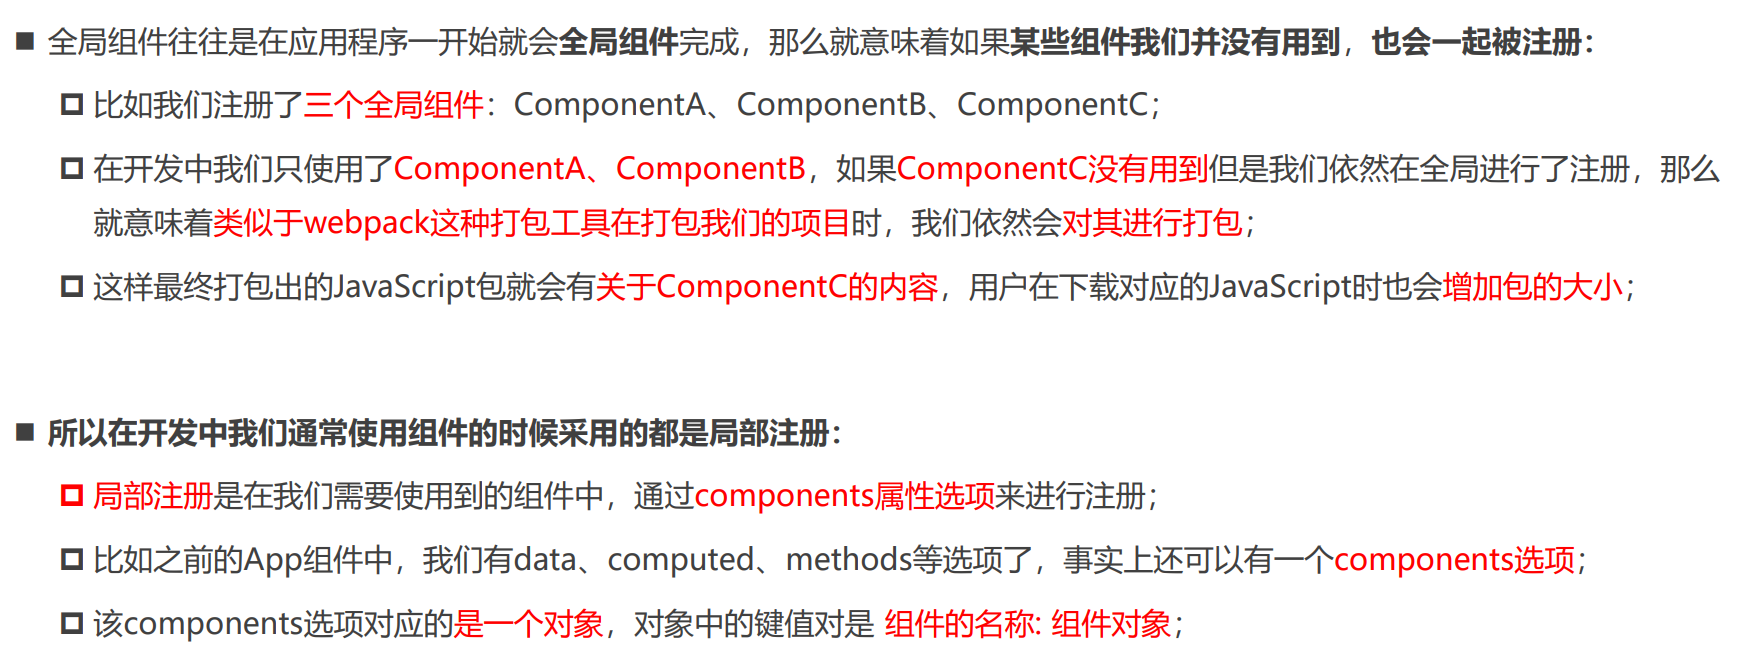 全局组件往往是在应用程序一开始就会全局组件完成，那么就意味着如果某些组件我们并没有用到，也会一起被注册：
比如我们注册了三个全局组件：ComponentA、ComponentB、ComponentC；
在开发中我们只使用了ComponentA、ComponentB，如果ComponentC没有用到但是我们依然在全局进行了注册，那么
就意味着类似于webpack这种打包工具在打包我们的项目时，我们依然会对其进行打包；
这样最终打包出的JavaScript包就会有关于ComponentC的内容，用户在下载对应的JavaScript时也会增加包的大小；
所以在开发中我们通常使用组件的时候采用的都是局部注册：
局部注册是在我们需要使用到的组件中，通过components属性选项来进行注册；
比如之前的App组件中，我们有data、computed、methods等选项了，事实上还可以有一个components选项；
该components选项对应的是一个对象，对象中的键值对是 组件的名称: 组件对象；